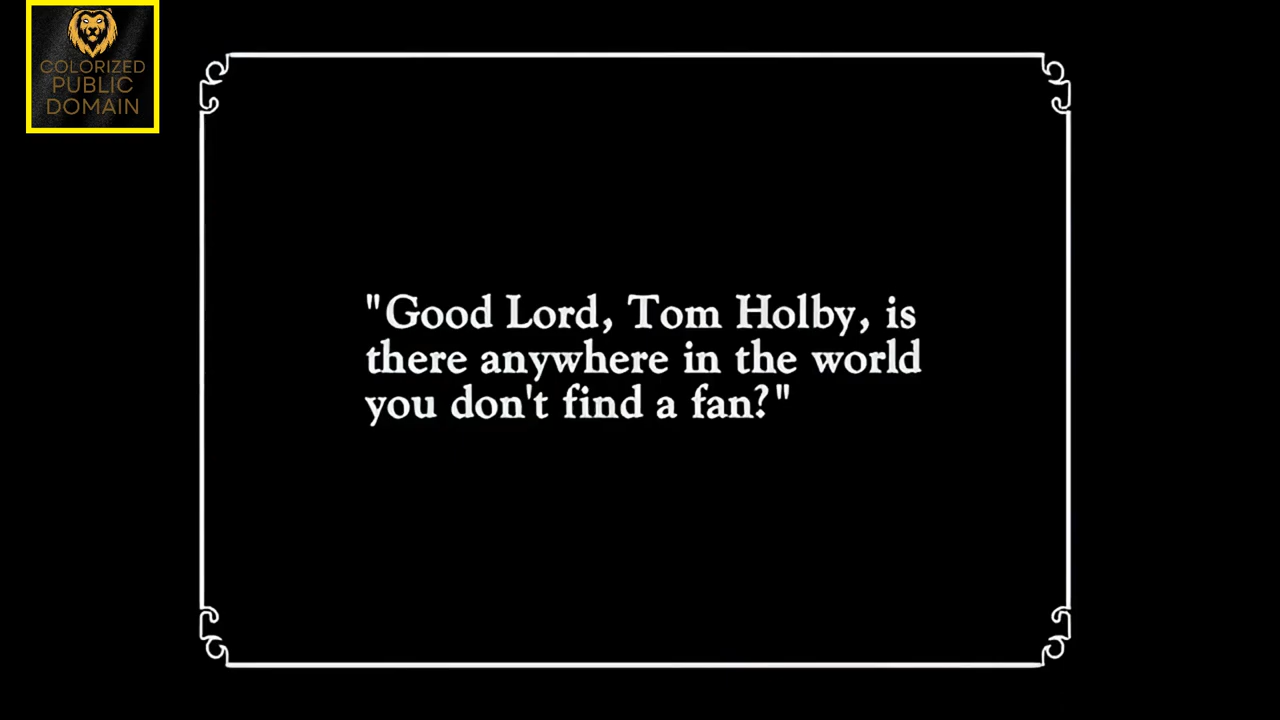 COLORIZED
PUBLIC
DOMAIN
"Good Lord, Tom Holby, is
there anywhere in the world
you don't find a fan?"